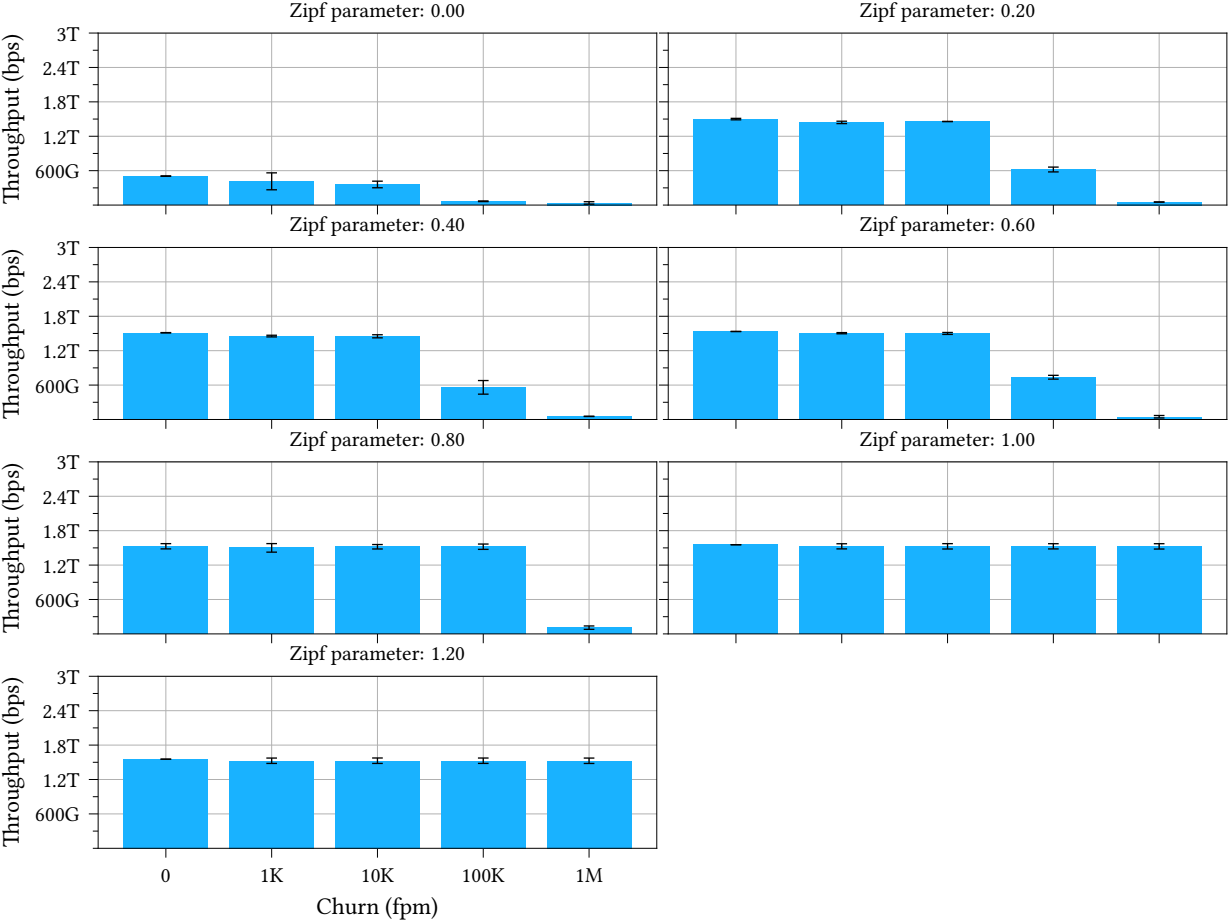 Zipf parameter: 0.00
Zipf parameter: 0.20
Throughput (bps)
3T
2.4T
1.8T
1.2T
600G
Zipf parameter: 0.40
Zipf parameter: 0.60
Throughput (bps)
3T
2.4T
1.8T
1.2T
600G
Zipf parameter: 0.80
Zipf parameter: 1.00
Throughput (bps)
3T
2.4T
1.8T
1.2T
600G
Zipf parameter: 1.20
Throughput (bps)
3T
2.4T
1.8T
1.2T
600G
0 1K 10K 100K 1M
Churn (fpm)